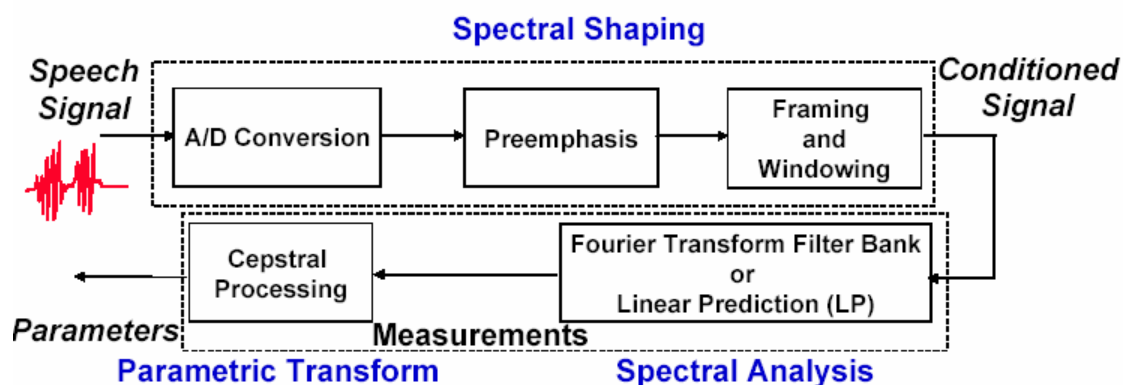 Spectral Shaping
Speech
Signal
Conditioned
Signal
A/D Conversion
Preemphasis
Framing
and
Windowing
Fourier Transform Filter Bank
or
Linear Prediction (LP)
Cepstral
Processing
Parameters
Measurements
Parametric Transform
Spectral Analysis